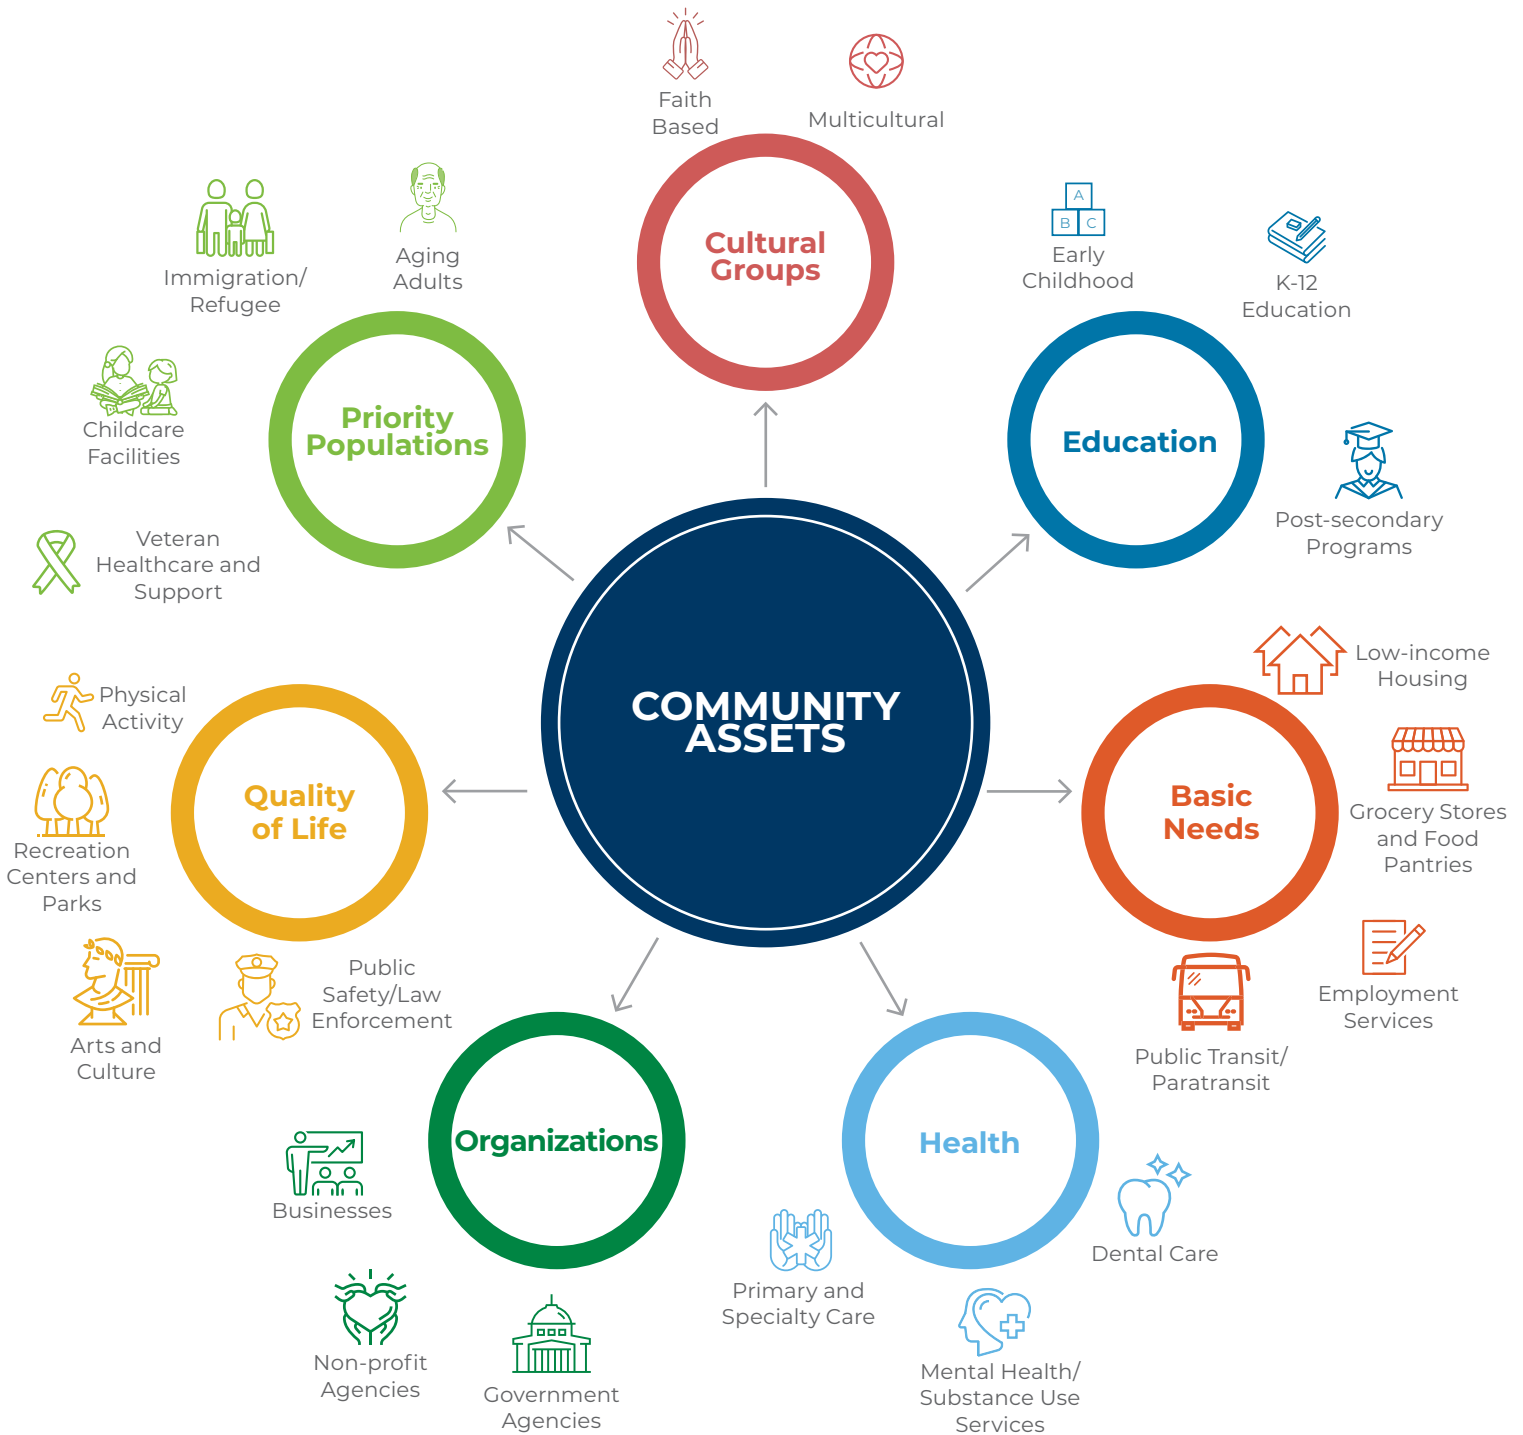 Faith
Based
Multicultural
Cultural
Groups
A
B C
Early
Childhood
K-12
Education
Education
Post-secondary
Programs
Low-income
Housing
Basic
Needs
Grocery Stores
and Food
Pantries
Employment
Services
Public Transit/
Paratransit
Health
Dental Care
Mental Health/
Substance Use
Services
Primary and
Specialty Care
Organizations
Government
Agencies
Non-profit
Agencies
Businesses
Quality
of Life
Public
Safety/Law
Enforcement
Arts and
Culture
Recreation
Centers and
Parks
Physical
Activity
Priority
Populations
Veteran
Healthcare and
Support
Childcare
Facilities
Immigration/
Refugee
Aging
Adults
COMMUNITY
ASSETS